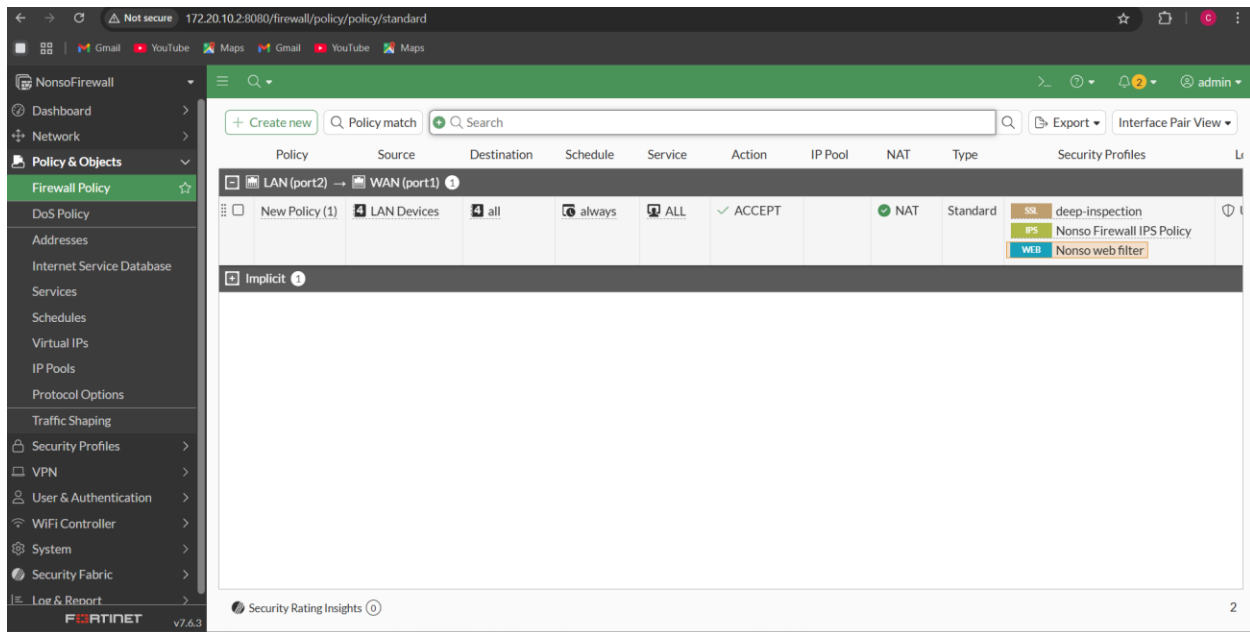 Not secure 172.20.10.2:8080/firewall/policy/policy/standard C
Gmail YouTube Maps Gmail YouTube Maps
NonsoFirewall
Dashboard
Network
Policy & Objects
Firewall Policy
DoS Policy
Addresses
Internet Service Database
Services
Schedules
Virtual IPs
IP Pools
Protocol Options
Traffic Shaping
Security Profiles
VPN
User & Authentication
WiFi Controller
System
Security Fabric
Log & Report
FORTINET v7.6.3
>_ ? 2 admin
+ Create new Policy match Search Export Interface Pair View
Policy Source Destination Schedule Service Action IP Pool NAT Type Security Profiles
LAN (port2) → WAN (port1) 1
New Policy (1) 4 LAN Devices 4 all always ALL ACCEPT NAT Standard SSL deep-inspection
IPS Nonso Firewall IPS Policy
WEB Nonso web filter
Implicit 1
Security Rating Insights 0 2